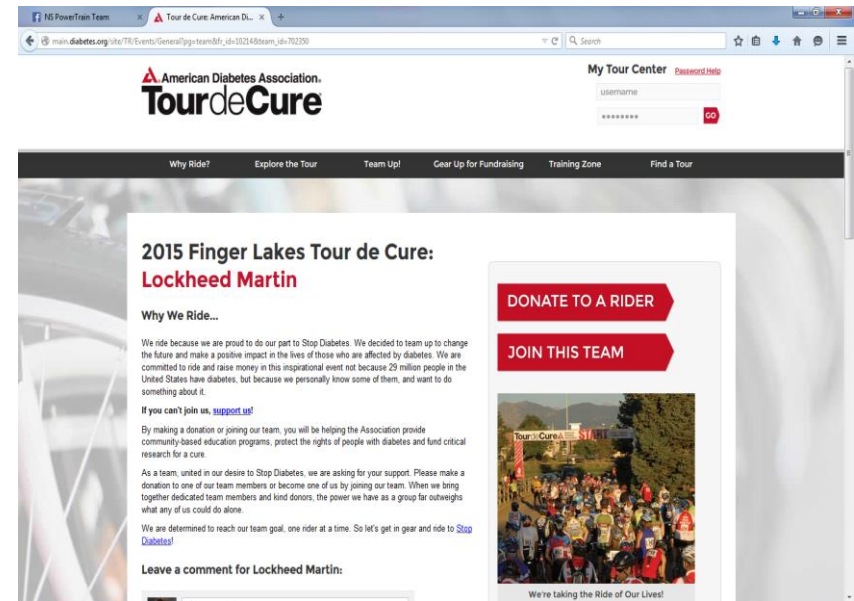 NS PowerTrain Team
Tour de Cure: American Di...
main.diabetes.org/site/TR/Events/General?pg=team&fr_id=10214&team_id=702350
Search
American Diabetes Association.
TourdeCure
My Tour Center Password Help
username
GO
Why Ride? Explore the Tour Team Up! Gear Up for Fundraising Training Zone Find a Tour
2015 Finger Lakes Tour de Cure:
Lockheed Martin
Why We Ride...
We ride because we are proud to do our part to Stop Diabetes. We decided to team up to change
the future and make a positive impact in the lives of those who are affected by diabetes. We are
committed to ride and raise money in this inspirational event not because 29 million people in the
United States have diabetes, but because we personally know some of them, and want to do
something about it.
If you can't join us, support us!
By making a donation or joining our team, you will be helping the Association provide
community-based education programs, protect the rights of people with diabetes and fund critical
research for a cure.
As a team, united in our desire to Stop Diabetes, we are asking for your support. Please make a
donation to one of our team members or become one of us by joining our team. When we bring
together dedicated team members and kind donors, the power we have as a group far outweighs
what any of us could do alone.
We are determined to reach our team goal, one rider at a time. So let's get in gear and ride to Stop
Diabetes!
Leave a comment for Lockheed Martin:
DONATE TO A RIDER
JOIN THIS TEAM
TourdeCure START
We're taking the Ride of Our Lives!